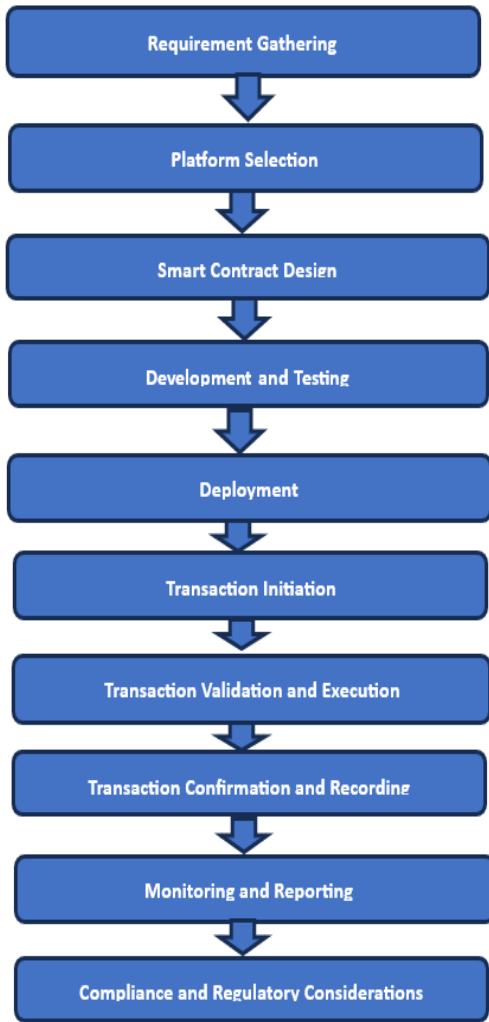 Requirement Gathering
Platform Selection
Smart Contract Design
Development and Testing
Deployment
Transaction Initiation
Transaction Validation and Execution
Transaction Confirmation and Recording
Monitoring and Reporting
Compliance and Regulatory Considerations